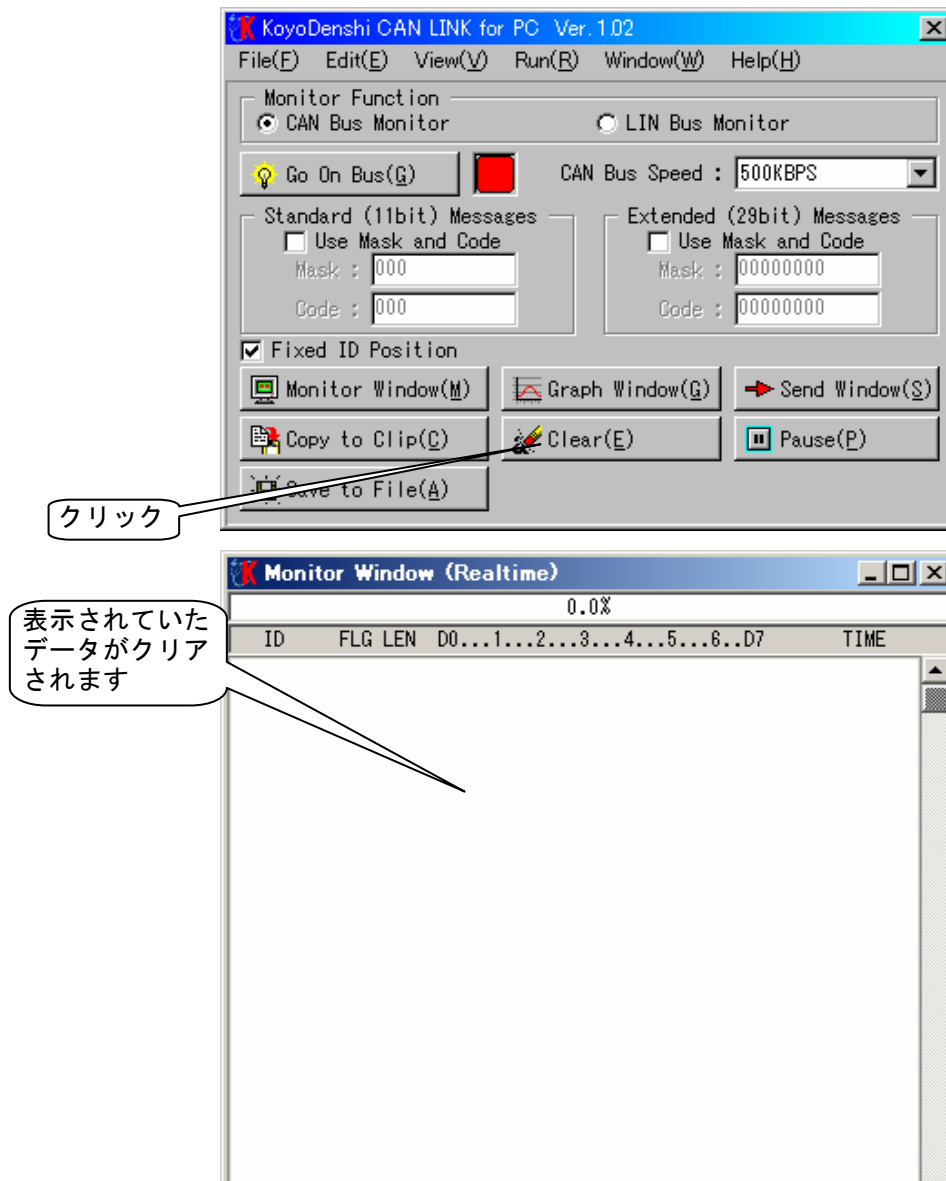 KoyoDenshi CAN LINK for PC Ver.1.02
File(F) Edit(E) View(V) Run(R) Window(W) Help(H)
Monitor Function
CAN Bus Monitor LIN Bus Monitor
Go On Bus(G) CAN Bus Speed : 500KBPS
Standard (11bit) Messages Extended (29bit) Messages
Use Mask and Code Use Mask and Code
Mask : 000 Mask : 00000000
Code : 000 Code : 00000000
Fixed ID Position
Monitor Window(M) Graph Window(G) Send Window(S)
Copy to Clip(C) Clear(E) Pause(P)
Save to File(A)
クリック
Monitor Window (Realtime)
0.0%
ID FLG LEN D0...1...2...3...4...5...6..D7 TIME
表示されていた
データがクリア
されます